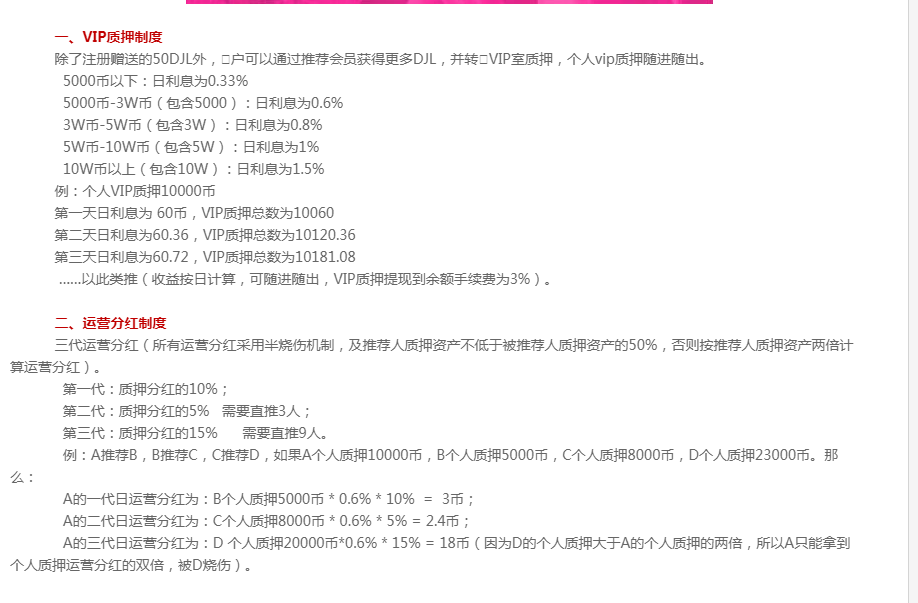 一、VIP质押制度
除了注册赠送的50DJL外，□户可以通过推荐会员获得更多DJL，并转□VIP室质押，个人vip质押随进随出。
5000币以下：日利息为0.33%
5000币-3W币（包含5000）：日利息为0.6%
3W币-5W币（包含3W）：日利息为0.8%
5W币-10W币（包含5W）：日利息为1%
10W币以上（包含10W）：日利息为1.5%
例：个人VIP质押10000币
第一天日利息为 60币，VIP质押总数为10060
第二天日利息为60.36，VIP质押总数为10120.36
第三天日利息为60.72，VIP质押总数为10181.08
......以此类推（收益按日计算，可随进随出，VIP质押提现到余额手续费为3%）。
二、运营分红制度
三代运营分红（所有运营分红采用半烧伤机制，及推荐人质押资产不低于被推荐人质押资产的50%，否则按推荐人质押资产两倍计
算运营分红）。
第一代：质押分红的10%；
第二代：质押分红的5% 需要直推3人；
第三代：质押分红的15% 需要直推9人。
例：A推荐B，B推荐C，C推荐D，如果A个人质押10000币，B个人质押5000币，C个人质押8000币，D个人质押23000币。那
么：
A的一代日运营分红为：B个人质押5000币 * 0.6% * 10% = 3币；
A的二代日运营分红为：C个人质押8000币 * 0.6% * 5% = 2.4币；
A的三代日运营分红为：D 个人质押20000币*0.6% * 15% = 18币（因为D的个人质押大于A的个人质押的两倍，所以A只能拿到
个人质押运营分红的双倍，被D烧伤）。